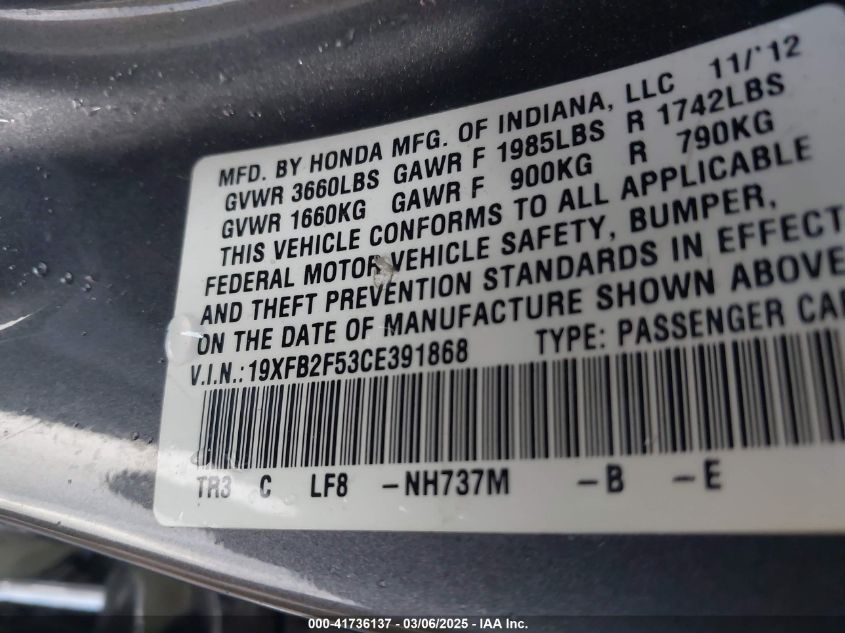 MFD. BY HONDA MFG. OF INDIANA, LLC 11/'12
GVWR 3660LBS GAWR F 1985LBS R 1742LBS
GVWR 1660KG GAWR F 900KG R 790KG
THIS VEHICLE CONFORMS TO ALL APPLICABLE
FEDERAL MOTOR VEHICLE SAFETY, BUMPER,
AND THEFT PREVENTION STANDARDS IN EFFECT
ON THE DATE OF MANUFACTURE SHOWN ABOVE
V.I.N.:19XFB2F53CE391868 TYPE: PASSENGER CA
TR3 C LF8 -NH737M -B -E
000-41736137 - 03/06/2025 - IAA Inc.